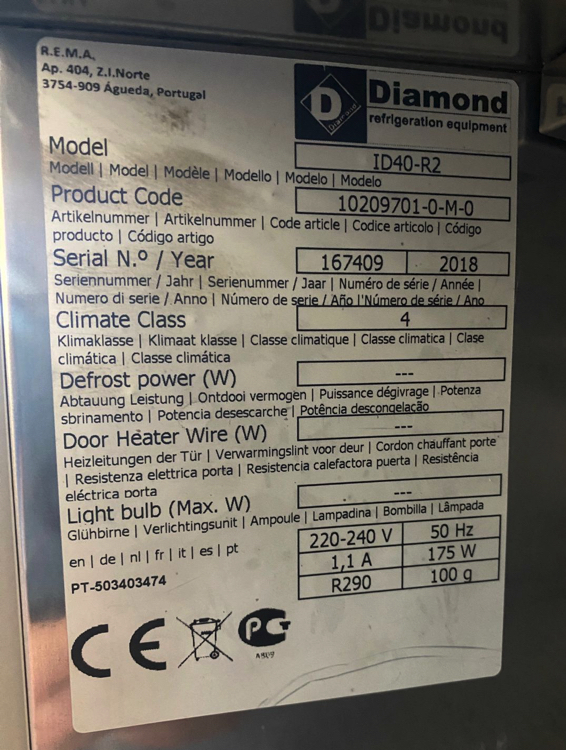 R.E.M.A.
Ap. 404, Z.I.Norte
3754-909 Águeda, Portugal
D
Diamond
Diamond
refrigeration equipment
Model
ID40-R2
Modell | Model | Modèle | Modello | Modelo | Modelo
Product Code
10209701-0-M-0
Artikelnummer | Artikelnummer | Code article | Codice articolo | Código
producto | Código artigo
Serial N.º / Year
167409 2018
Seriennummer / Jahr | Serienummer / Jaar | Numéro de série / Année |
Numero di serie / Anno | Número de serie / Año l'Número de série / Ano
Climate Class
4
Klimaklasse | Klimaat klasse | Classe climatique | Classe climatica | Clase
climática | Classe climática
Defrost power (W)
---
Abtauung Leistung | Ontdooi vermogen | Puissance dégivrage | Potenza
sbrinamento | Potencia desescarche | Potência descongelação
Door Heater Wire (W)
---
Heizleitungen der Tür | Verwarmingslint voor deur | Cordon chauffant porte
| Resistenza elettrica porta | Resistencia calefactora puerta | Resistência
eléctrica porta
Light bulb (Max. W)
---
Glühbirne | Verlichtingsunit | Ampoule | Lampadina | Bombilla | Lâmpada
220-240 V 50 Hz
en | de | nl | fr | it | es | pt
1,1 A 175 W
PT-503403474
R290 100 g
CE
PCT